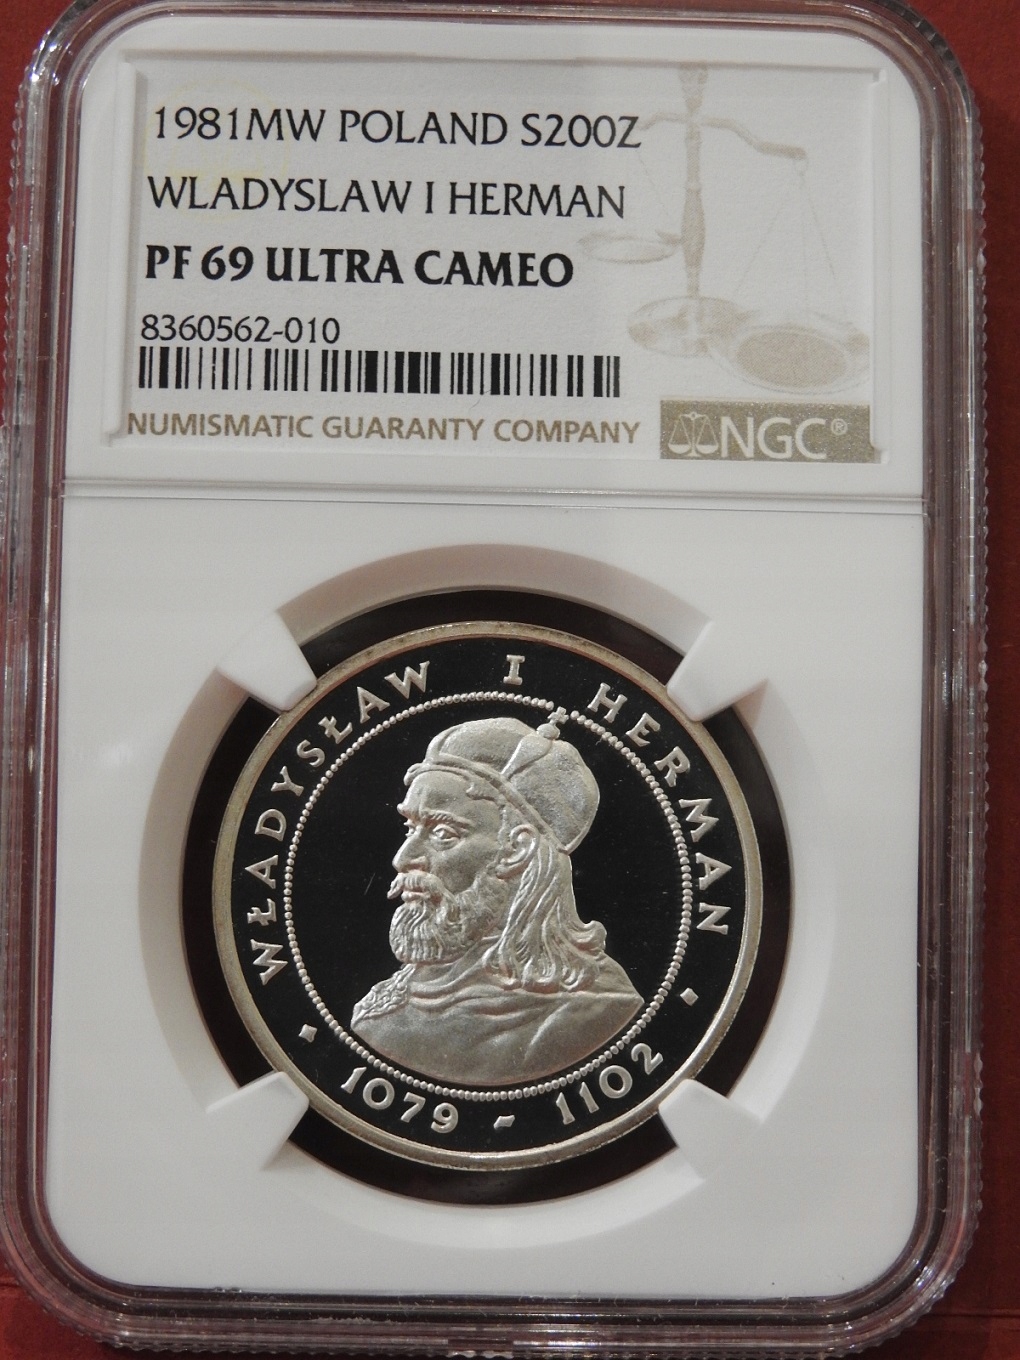 1981MW POLAND S200Z
WLADYSLAW I HERMAN
PF 69 ULTRA CAMEO
8360562-010
NUMISMATIC GUARANTY COMPANY
NGC®
WŁADYSŁAW I HERMAN
1079 - 1102